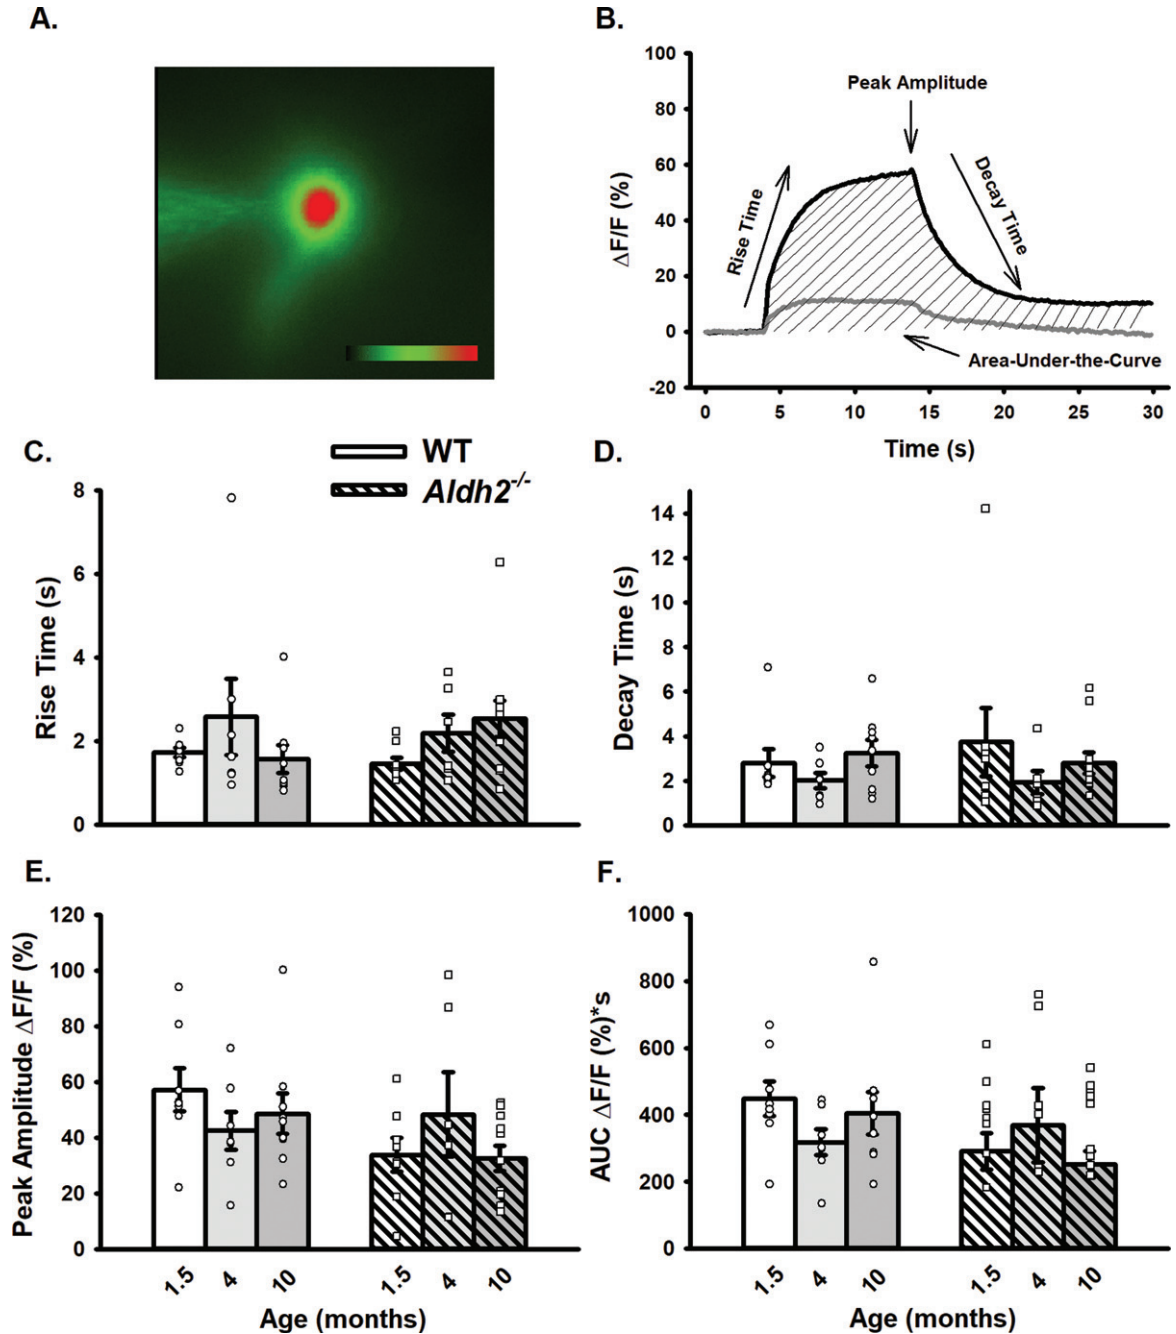 A.
B.
100
80
60
40
20
0
-20
ΔF/F (%)
Peak Amplitude
Rise Time
Decay Time
Area-Under-the-Curve
0 5 10 15 20 25 30
Time (s)
C.
WT
Aldh2-/-
8
6
4
2
0
Rise Time (s)
D.
14
12
10
8
6
4
2
0
Decay Time (s)
E.
120
100
80
60
40
20
0
Peak Amplitude ΔF/F (%)
1.5 4 10 1.5 4 10
Age (months)
F.
1000
800
600
400
200
0
AUC ΔF/F (%)*s
1.5 4 10 1.5 4 10
Age (months)